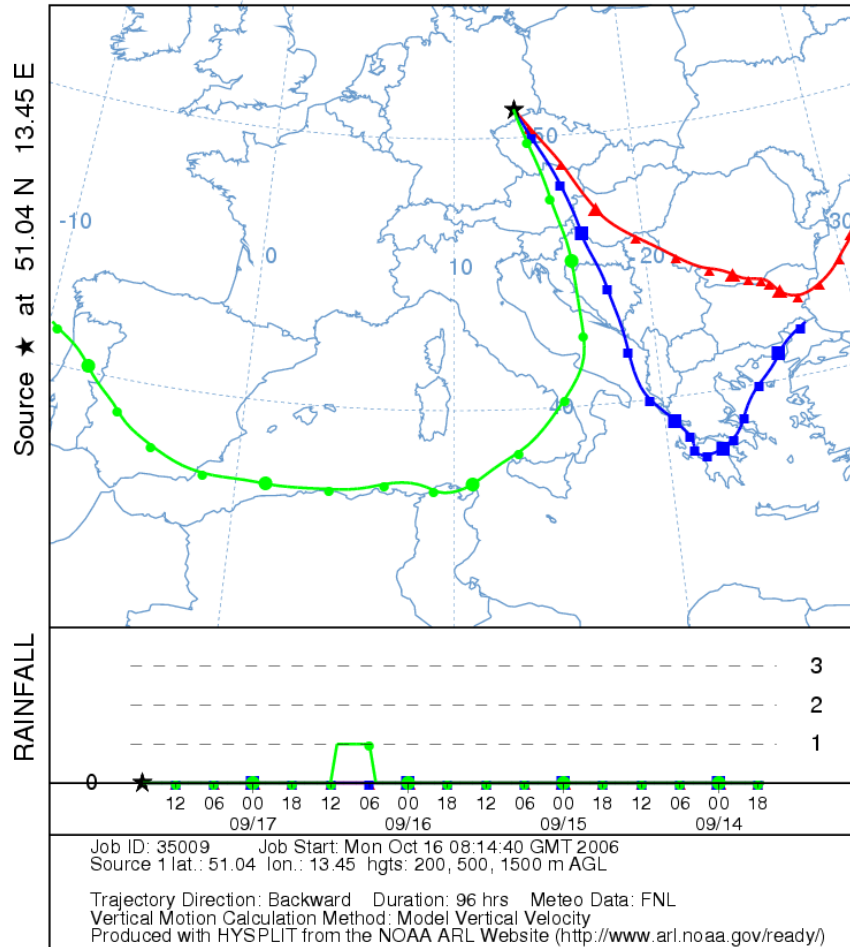 Source ★ at 51.04 N 13.45 E
50
-10
0
10
20
30
40
RAINFALL
3
2
1
0
12 06 00 18 12 06 00 18 12 06 00 18 12 06 00 18
09/17 09/16 09/15 09/14
Job ID: 35009 Job Start: Mon Oct 16 08:14:40 GMT 2006
Source 1 lat.: 51.04 lon.: 13.45 hgts: 200, 500, 1500 m AGL
Trajectory Direction: Backward Duration: 96 hrs Meteo Data: FNL
Vertical Motion Calculation Method: Model Vertical Velocity
Produced with HYSPLIT from the NOAA ARL Website (http://www.arl.noaa.gov/ready/)